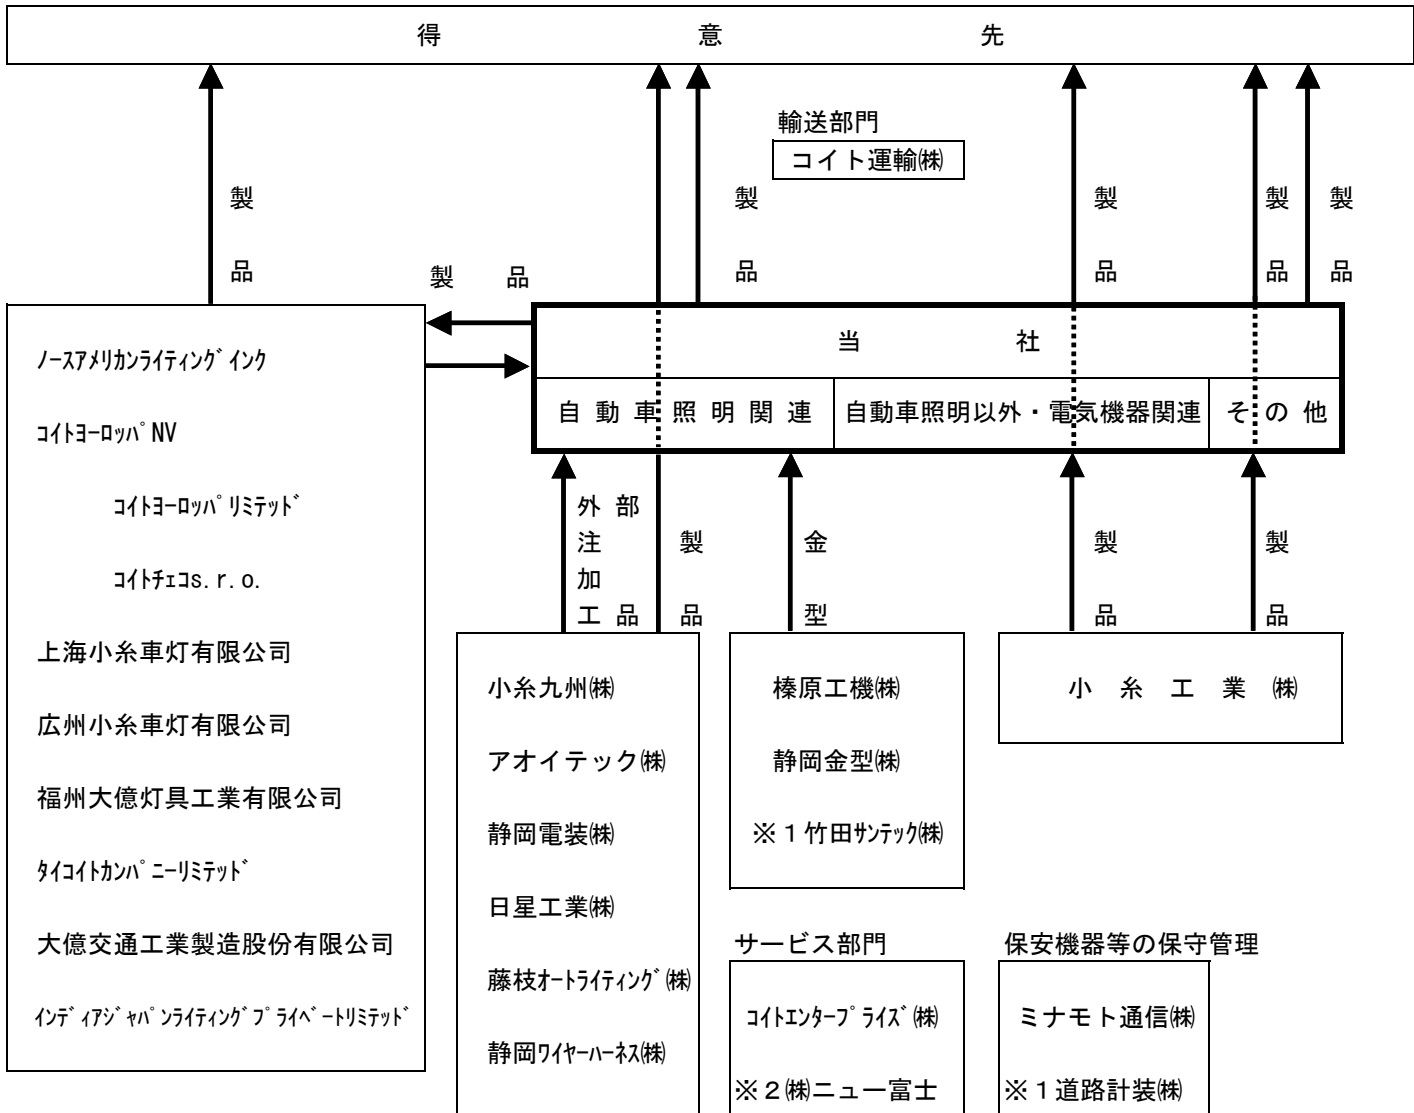 得意先
輸送部門
コイト運輸㈱
製品
製品
製品
製品
製品
製品
当社
自動車照明関連
自動車照明以外・電気機器関連
その他
ﾉｰｽｱﾒﾘｶﾝﾗｲﾃｨﾝｸﾞｲﾝｸ
ｺｲﾄﾖｰﾛｯﾊﾟNV
ｺｲﾄﾖｰﾛｯﾊﾟﾘﾐﾃｯﾄﾞ
ｺｲﾄﾁｪｺs.r.o.
上海小糸車灯有限公司
広州小糸車灯有限公司
福州大億灯具工業有限公司
ﾀｲｺｲﾄｶﾝﾊﾟﾆｰﾘﾐﾃｯﾄﾞ
大億交通工業製造股份有限公司
ｲﾝﾃﾞｨｱｼﾞｬﾊﾟﾝﾗｲﾃｨﾝｸﾞﾌﾟﾗｲﾍﾞｰﾄﾘﾐﾃｯﾄﾞ
外注加工
部品
製品
金型
製品
製品
小糸九州㈱
アオイテック㈱
静岡電装㈱
日星工業㈱
藤枝ｵｰﾄﾗｲﾃｨﾝｸﾞ㈱
静岡ﾜｲﾔｰﾊｰﾈｽ㈱
榛原工機㈱
静岡金型㈱
※１竹田ｻﾝﾃｯｸ㈱
小糸工業㈱
サービス部門
ｺｲﾄｴﾝﾀｰﾌﾟﾗｲｽﾞ㈱
※２㈱ニュー富士
保安機器等の保守管理
ミナモト通信㈱
※１道路計装㈱